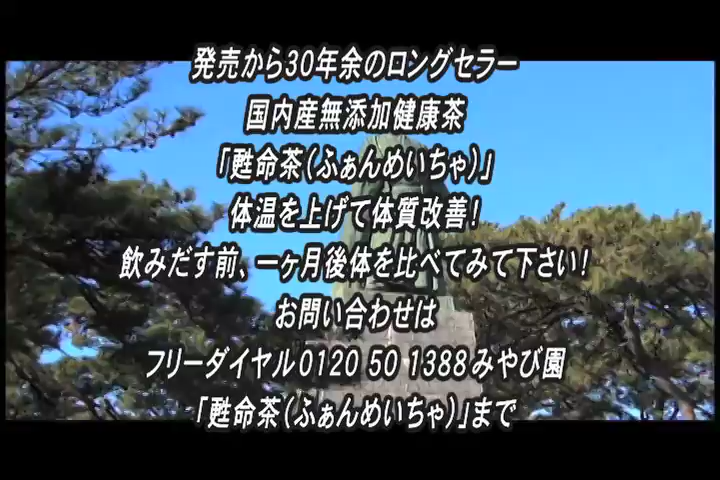 発売から30年余のロングセラー
国内産無添加健康茶
「甦命茶(ふぁんめいちゃ)」
体温を上げて体質改善!
飲みだす前、一ヶ月後体を比べてみて下さい!
お問い合わせは
フリーダイヤル0120 50 1388みやび園
「甦命茶(ふぁんめいちゃ)」まで